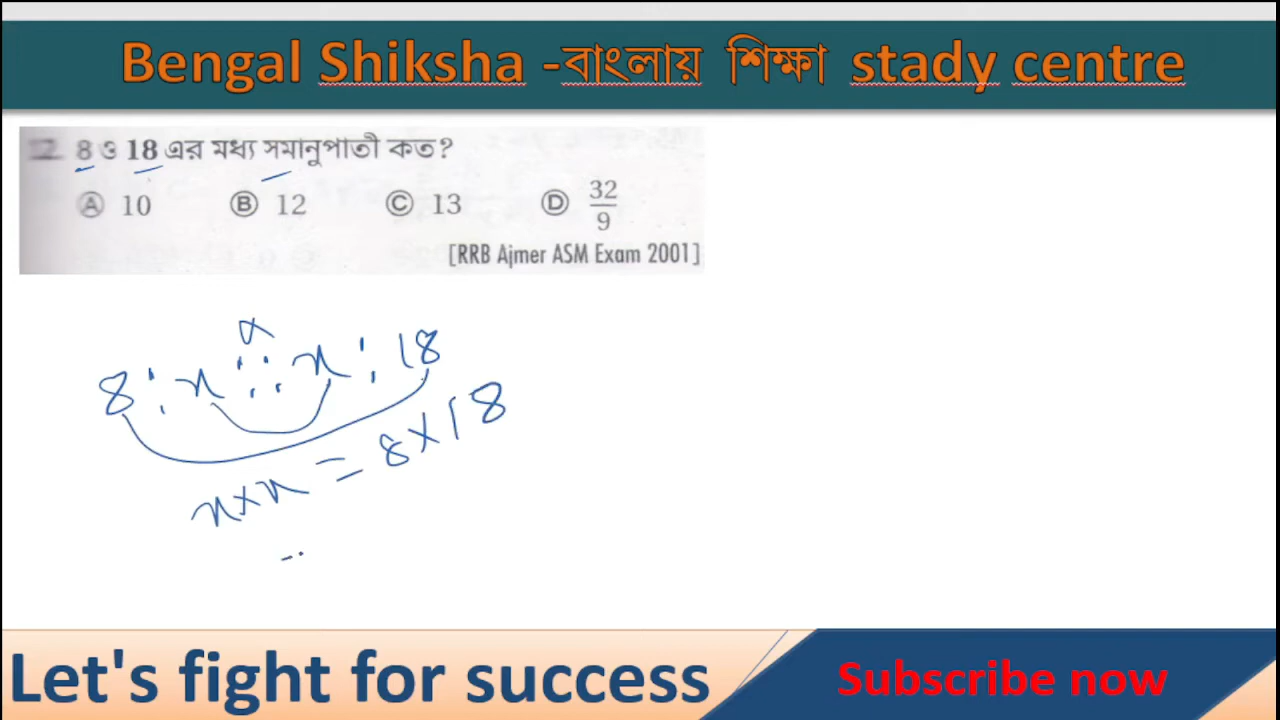 Bengal Shiksha -বাংলায় শিক্ষা stady centre
8 ও 18 এর মধ্য সমানুপাতী কত?
A 10 B 12 C 13 D 32/9
[RRB Ajmer ASM Exam 2001]
x
8 : x :: x : 18
x × x = 8 × 18
Let's fight for success
Subscribe now